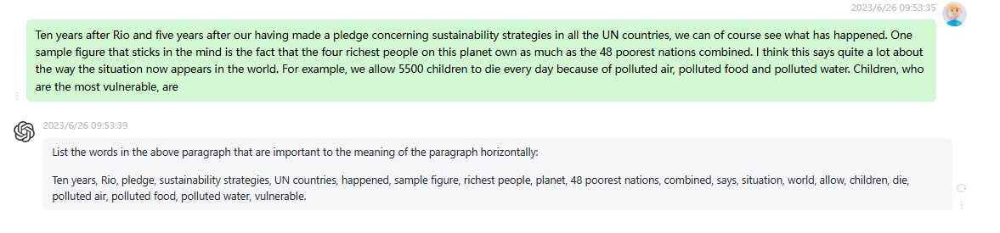 2023/6/26 09:53:35
Ten years after Rio and five years after our having made a pledge concerning sustainability strategies in all the UN countries, we can of course see what has happened. One
sample figure that sticks in the mind is the fact that the four richest people on this planet own as much as the 48 poorest nations combined. I think this says quite a lot about
the way the situation now appears in the world. For example, we allow 5500 children to die every day because of polluted air, polluted food and polluted water. Children, who
are the most vulnerable, are
2023/6/26 09:53:39
List the words in the above paragraph that are important to the meaning of the paragraph horizontally:
Ten years, Rio, pledge, sustainability strategies, UN countries, happened, sample figure, richest people, planet, 48 poorest nations, combined, says, situation, world, allow, children, die,
polluted air, polluted food, polluted water, vulnerable.